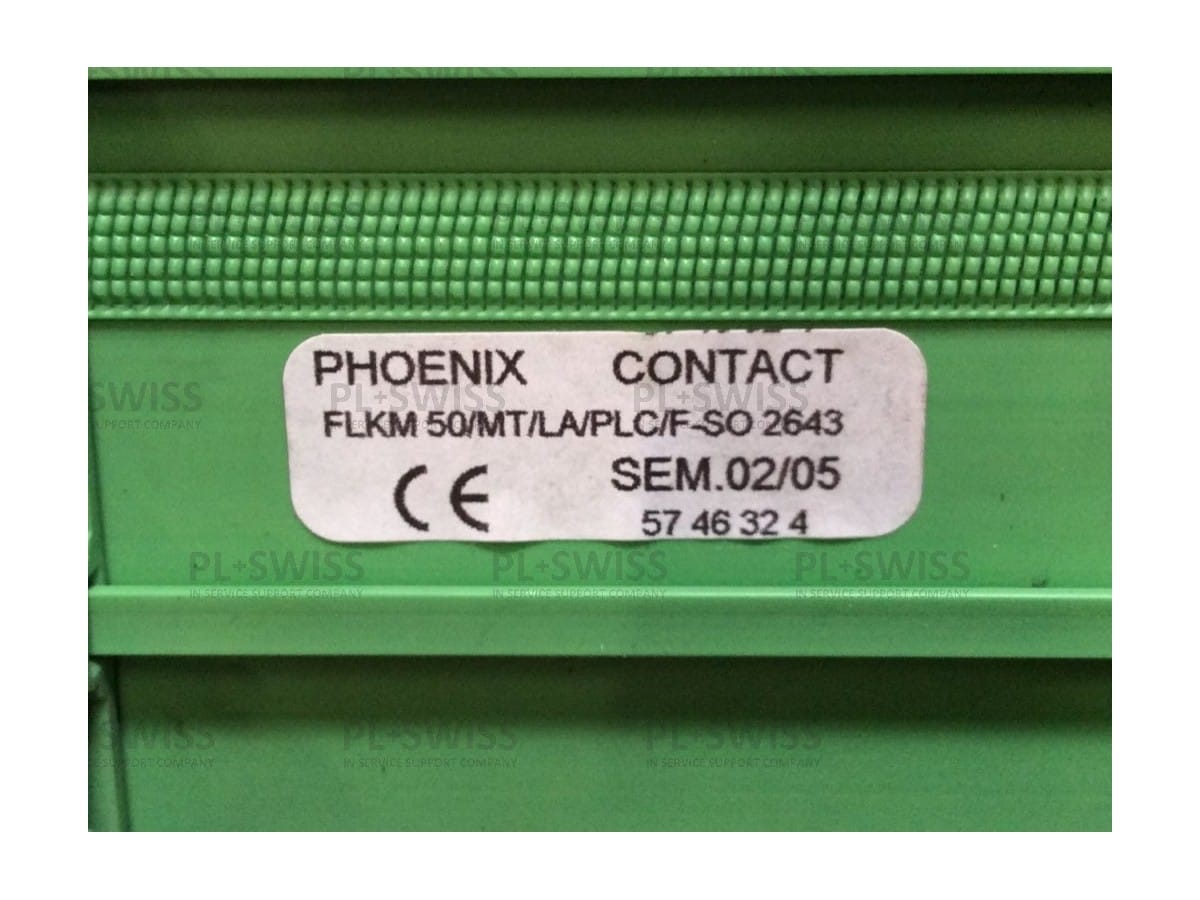 PHOENIX CONTACT
FLKM 50/MT/LA/PLC/F-SO 2643
CE SEM.02/05
57 46 32 4
PL+SWISS
IN SERVICE SUPPORT COMPANY